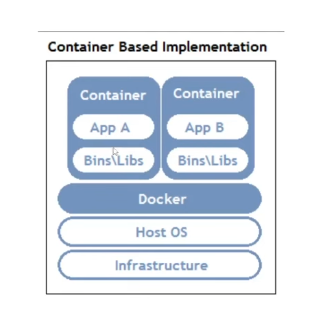 Container Based Implementation
Container Container
App A App B
Bins\Libs Bins\Libs
Docker
Host OS
Infrastructure